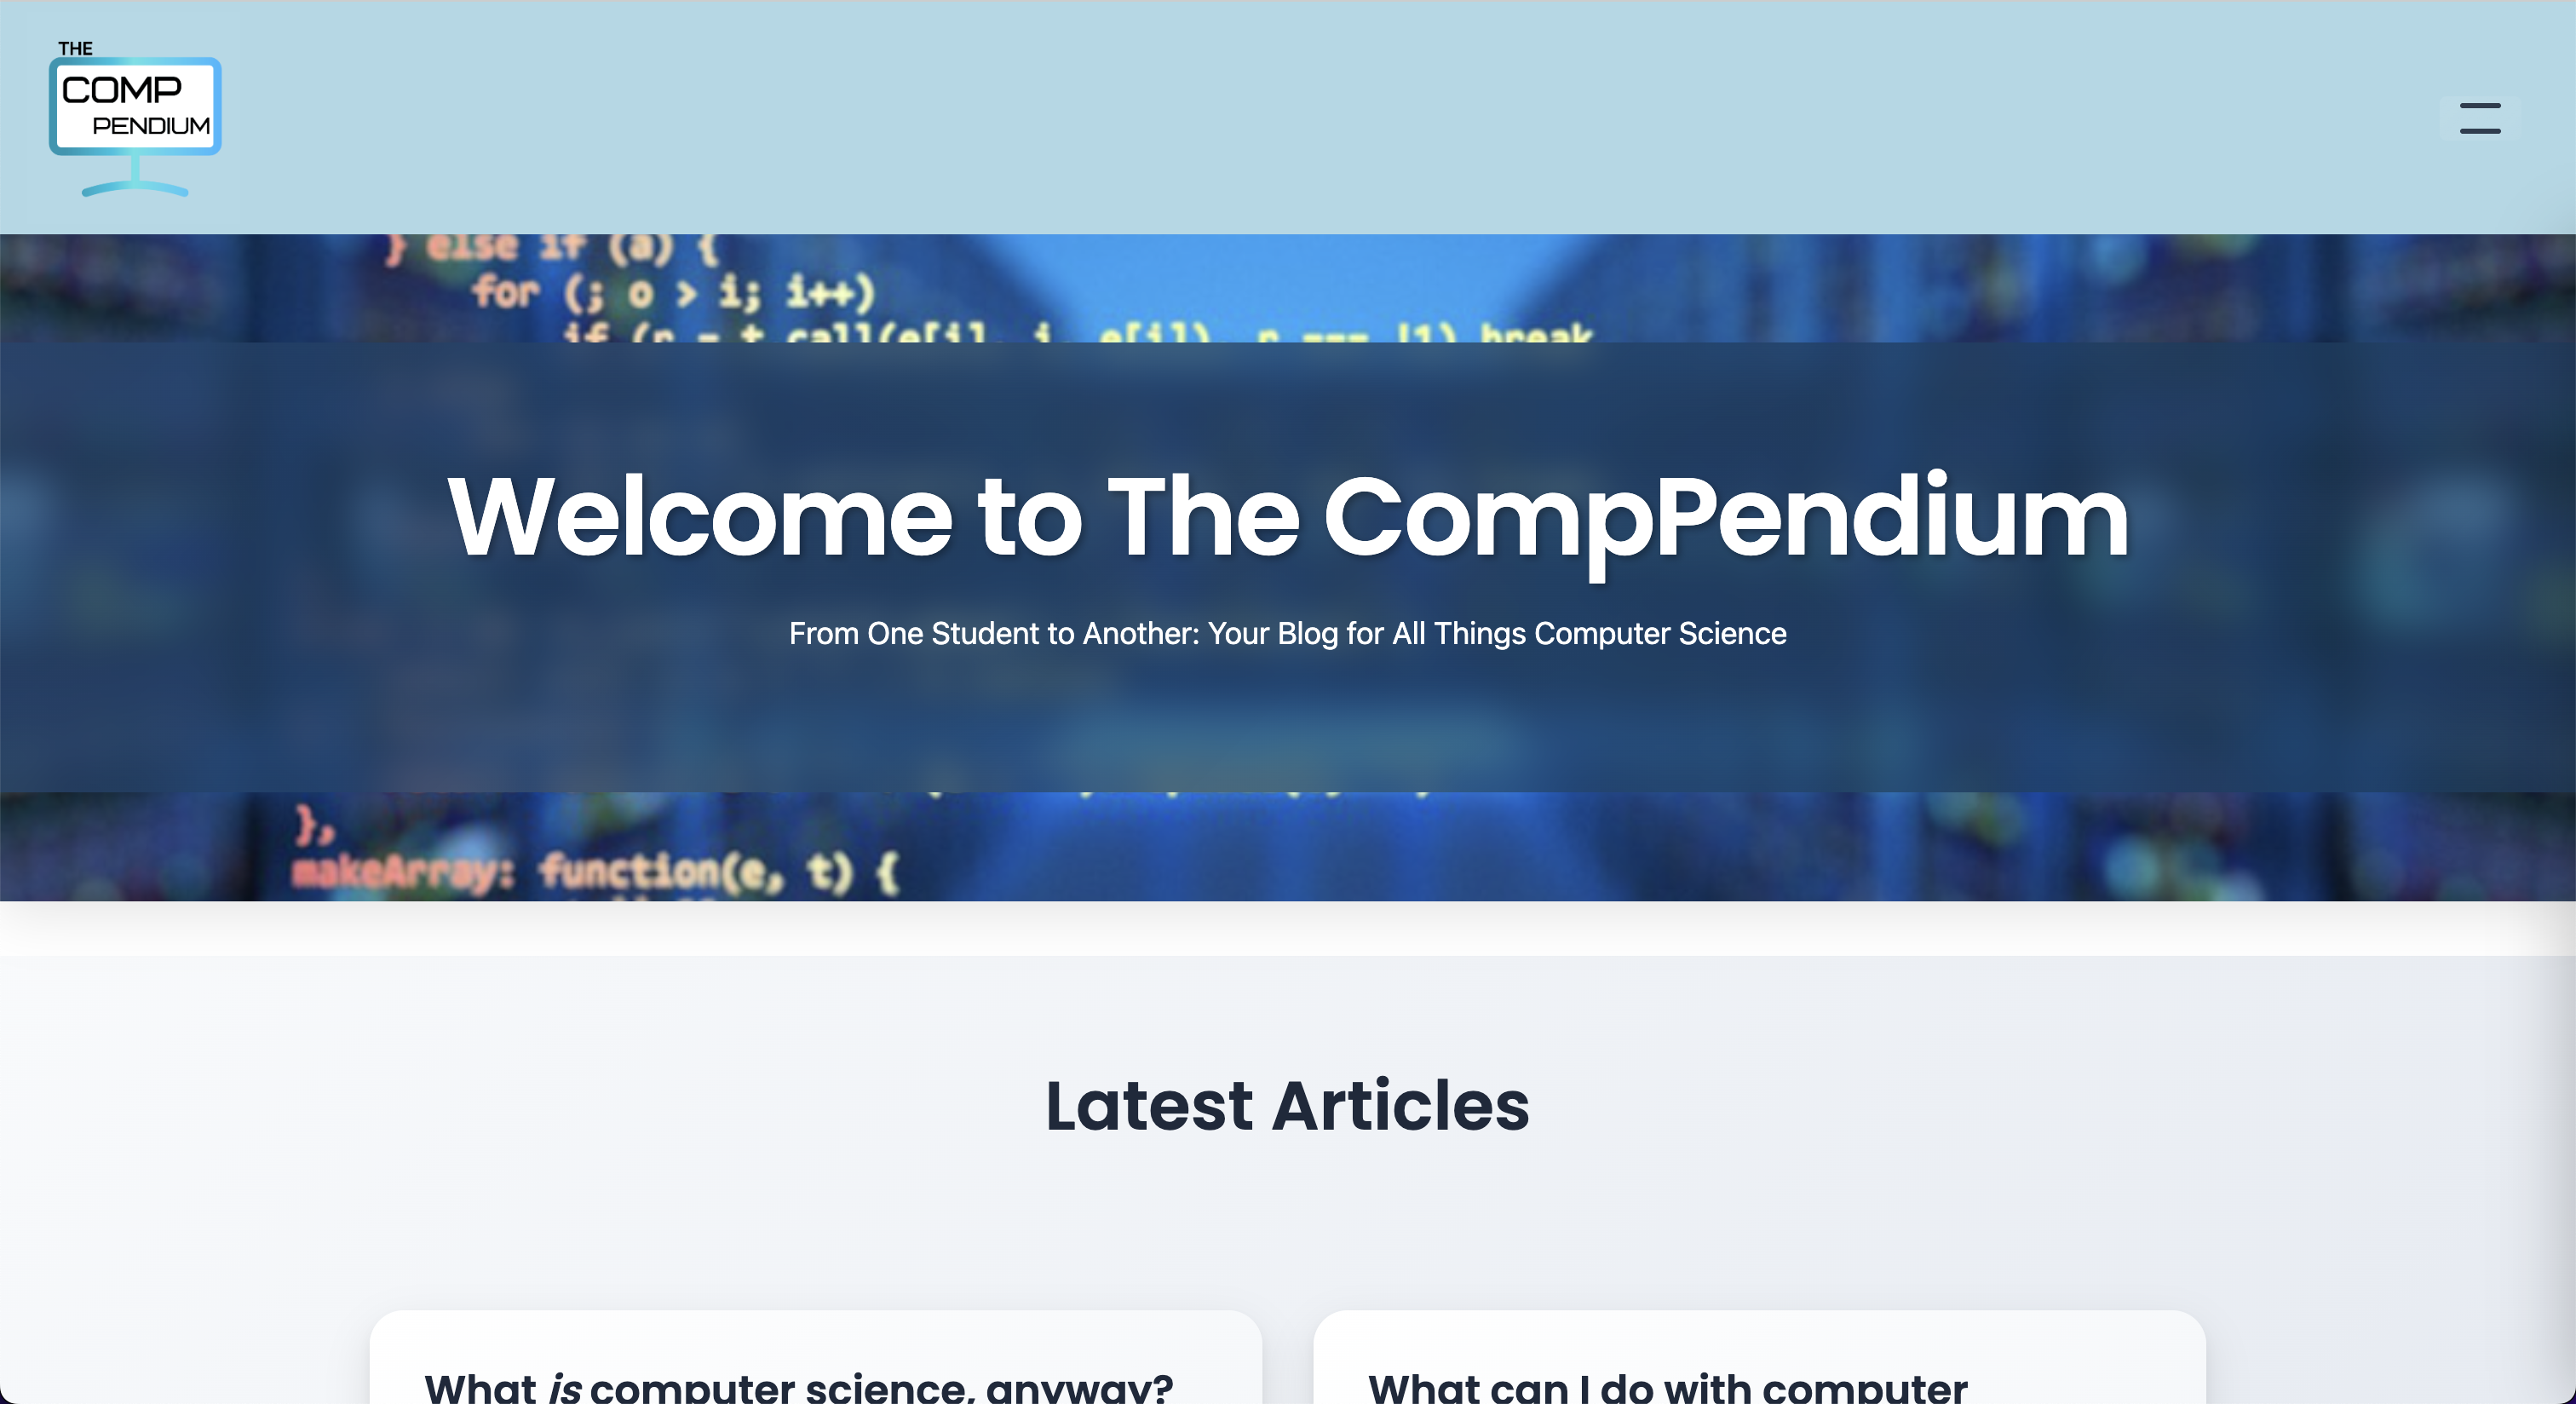 THE
COMP
PENDIUM
} else if (a) {
for (; o > i; i++)
if (r = t.call(e[i], i, e[i]), r === !1) break
Welcome to The CompPendium
From One Student to Another: Your Blog for All Things Computer Science
},
makeArray: function(e, t) {
Latest Articles
What is computer science, anyway?
What can I do with computer